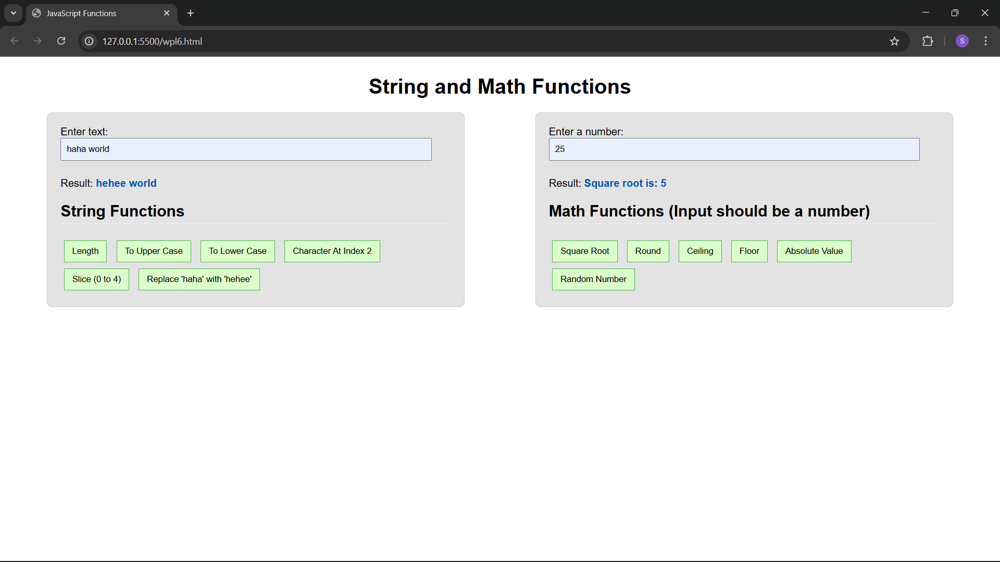 JavaScript Functions
127.0.0.1:5500/wpl6.html
S
String and Math Functions
Enter text:
haha world
Result: hehee world
String Functions
Length To Upper Case To Lower Case Character At Index 2
Slice (0 to 4) Replace 'haha' with 'hehee'
Enter a number:
25
Result: Square root is: 5
Math Functions (Input should be a number)
Square Root Round Ceiling Floor Absolute Value
Random Number